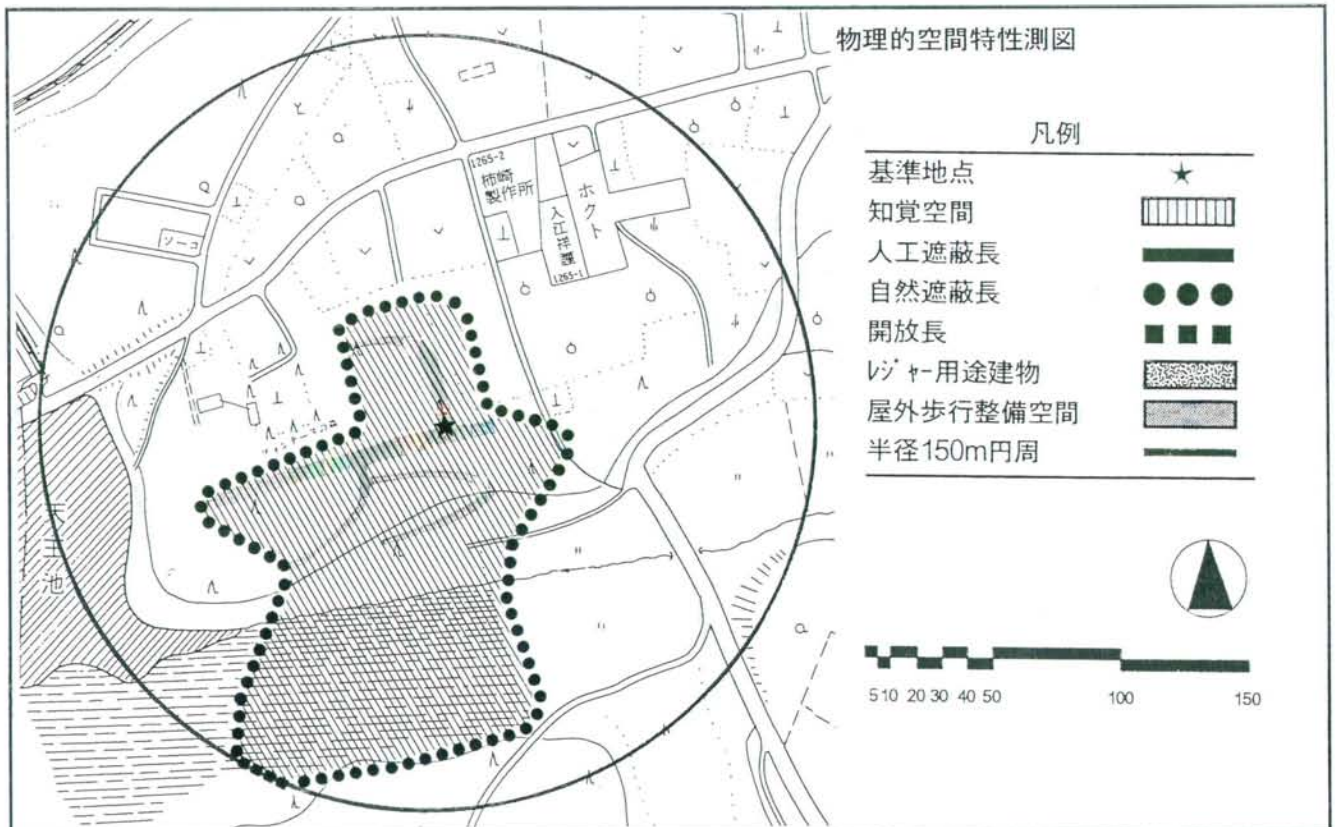 物理的空間特性測図
凡例
基準地点
知覚空間
人工遮蔽長
自然遮蔽長
開放長
レジャー用途建物
屋外歩行整備空間
半径150m円周
5 10 20 30 40 50 100 150
1265-2
柿崎
製作所
ホクト
入江祥護
1265-1
ソーコ
天王池